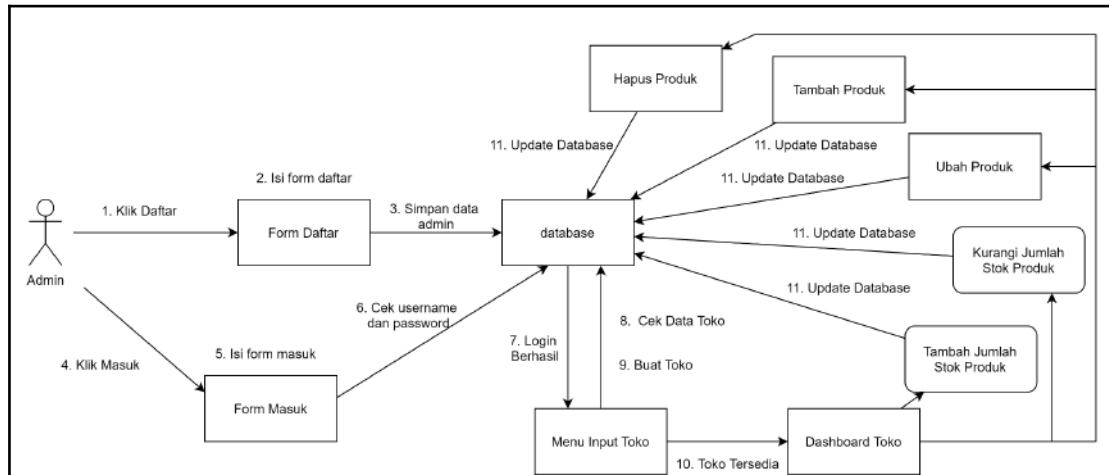 Hapus Produk
Tambah Produk
11. Update Database
11. Update Database
Ubah Produk
2. Isi form daftar
11. Update Database
1. Klik Daftar
3. Simpan data
admin
Form Daftar
database
11. Update Database
Kurangi Jumlah
Stok Produk
Admin
6. Cek username
dan password
11. Update Database
8. Cek Data Toko
7. Login
Berhasil
5. Isi form masuk
4. Klik Masuk
9. Buat Toko
Tambah Jumlah
Stok Produk
Form Masuk
Menu Input Toko
Dashboard Toko
10. Toko Tersedia